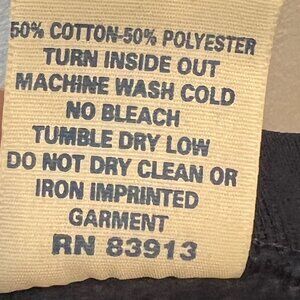 50% COTTON-50% POLYESTER
TURN INSIDE OUT
MACHINE WASH COLD
NO BLEACH
TUMBLE DRY LOW
DO NOT DRY CLEAN OR
IRON IMPRINTED
GARMENT
RN 83913